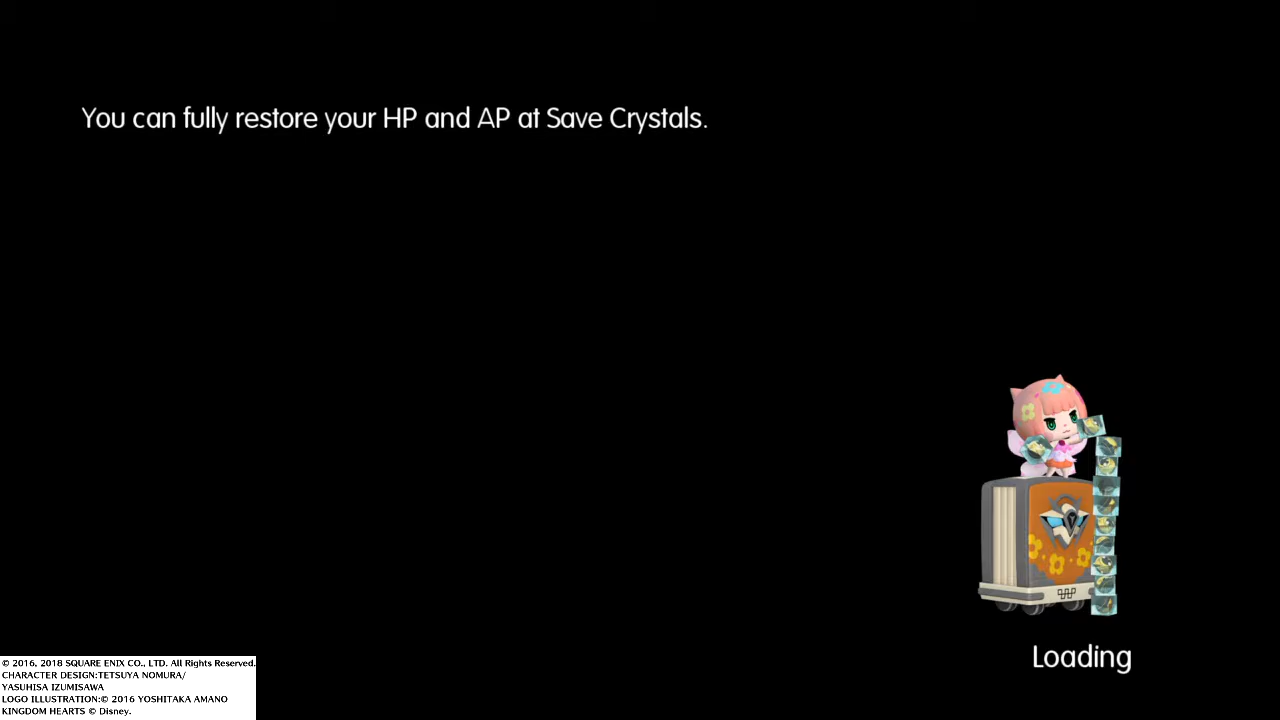 You can fully restore your HP and AP at Save Crystals.
Loading
© 2016, 2018 SQUARE ENIX CO., LTD. All Rights Reserved.
CHARACTER DESIGN:TETSUYA NOMURA/
YASUHISA IZUMISAWA
LOGO ILLUSTRATION:© 2016 YOSHITAKA AMANO
KINGDOM HEARTS © Disney.